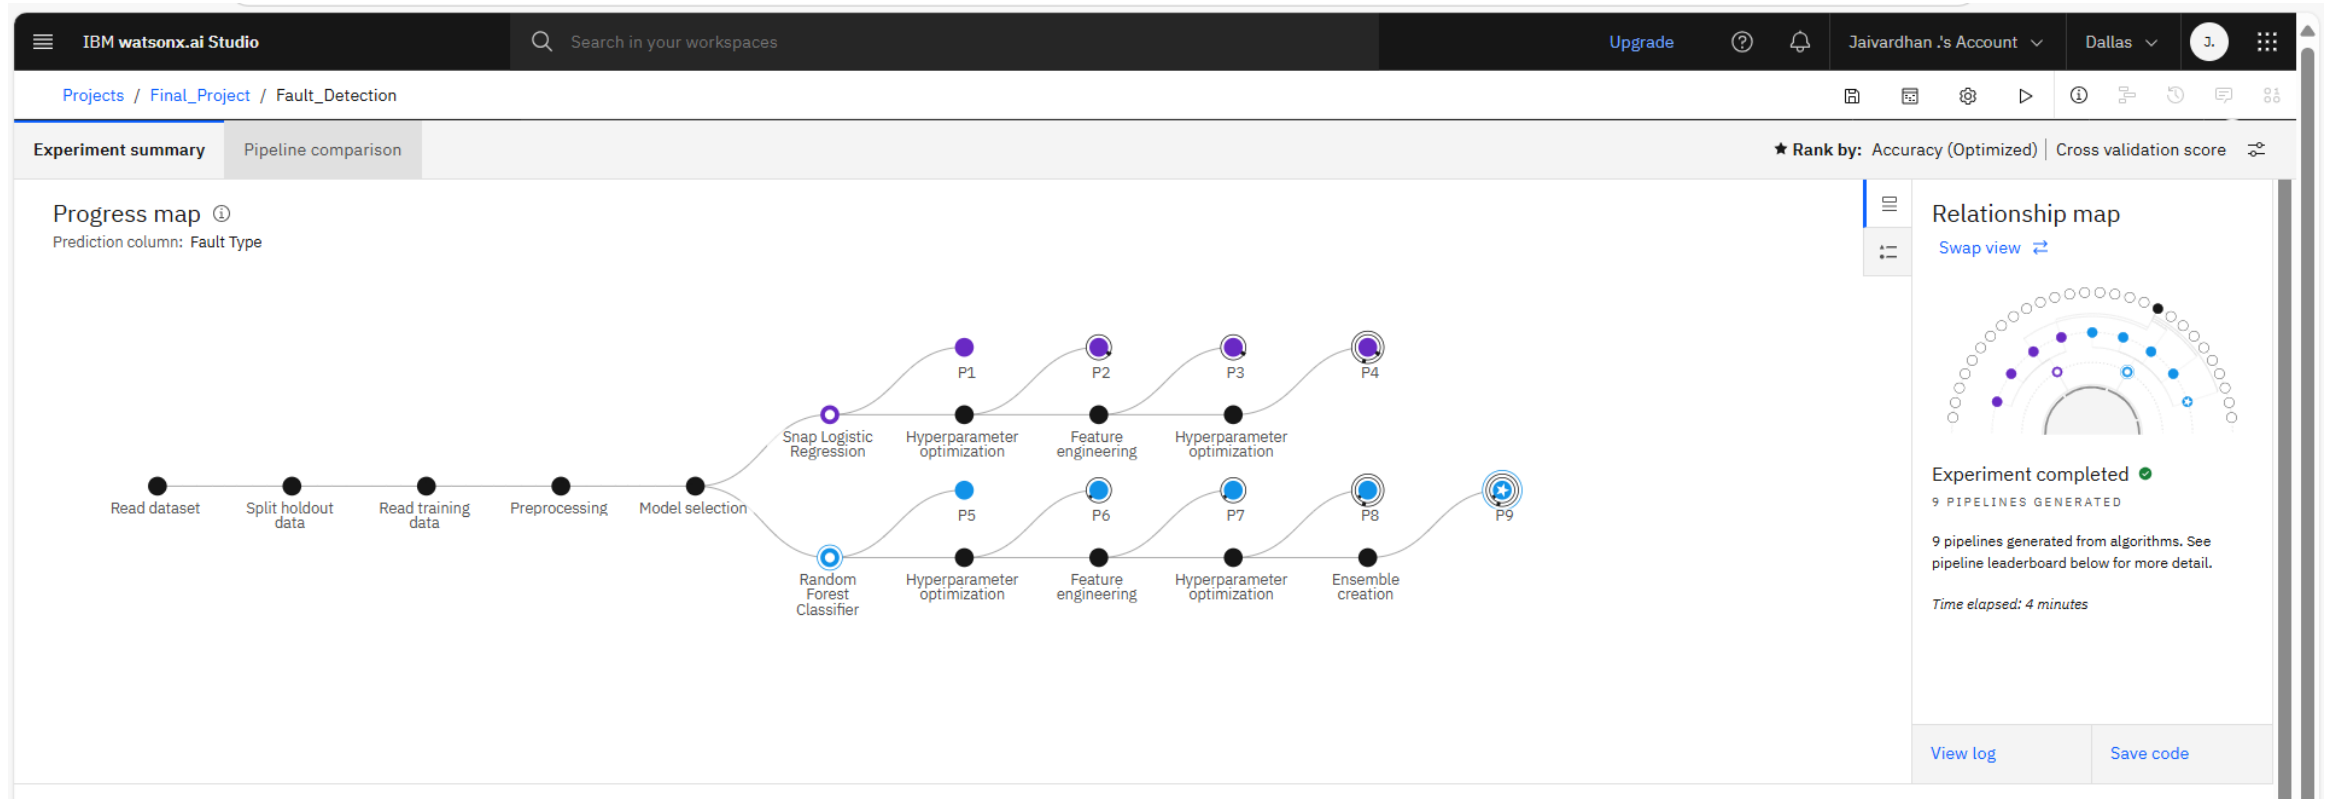 IBM watsonx.ai Studio
Search in your workspaces
Upgrade
Jaivardhan .'s Account
Dallas
J.
Projects / Final_Project / Fault_Detection
Experiment summary
Pipeline comparison
Rank by: Accuracy (Optimized) | Cross validation score
Progress map
Prediction column: Fault Type
P1
P2
P3
P4
Snap Logistic
Regression
Hyperparameter
optimization
Feature
engineering
Hyperparameter
optimization
Read dataset
Split holdout
data
Read training
data
Preprocessing
Model selection
P5
P6
P7
P8
P9
Random
Forest
Classifier
Hyperparameter
optimization
Feature
engineering
Hyperparameter
optimization
Ensemble
creation
Relationship map
Swap view
Experiment completed
9 PIPELINES GENERATED
9 pipelines generated from algorithms. See
pipeline leaderboard below for more detail.
Time elapsed: 4 minutes
View log
Save code